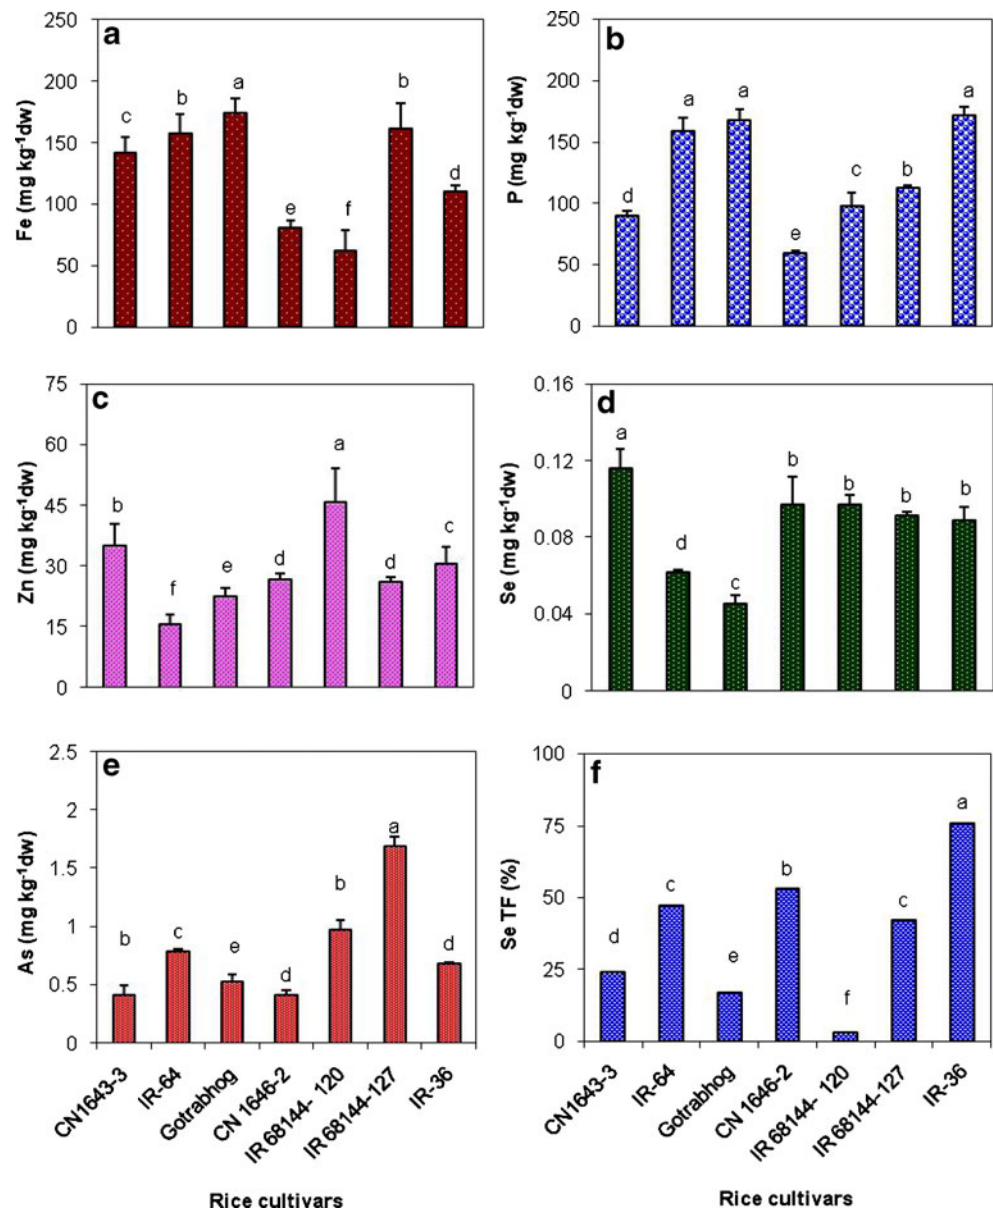 a
Fe (mg kg⁻¹dw)
250
200
150
100
50
0
c
b
a
e
f
b
d
b
P (mg kg⁻¹dw)
250
200
150
100
50
0
d
a
a
e
c
b
a
c
Zn (mg kg⁻¹dw)
75
60
45
30
15
0
b
f
e
d
a
d
c
d
Se (mg kg⁻¹dw)
0.16
0.12
0.08
0.04
0
a
d
c
b
b
b
b
e
As (mg kg⁻¹dw)
2.5
2
1.5
1
0.5
0
b
c
e
d
b
a
d
CN1643-3
IR-64
Gotrabhog
CN 1646-2
IR 68144- 120
IR 68144-127
IR-36
Rice cultivars
f
Se TF (%)
100
75
50
25
0
d
c
e
b
f
c
a
CN1643-3
IR-64
Gotrabhog
CN 1646-2
IR 68144- 120
IR 68144-127
IR-36
Rice cultivars